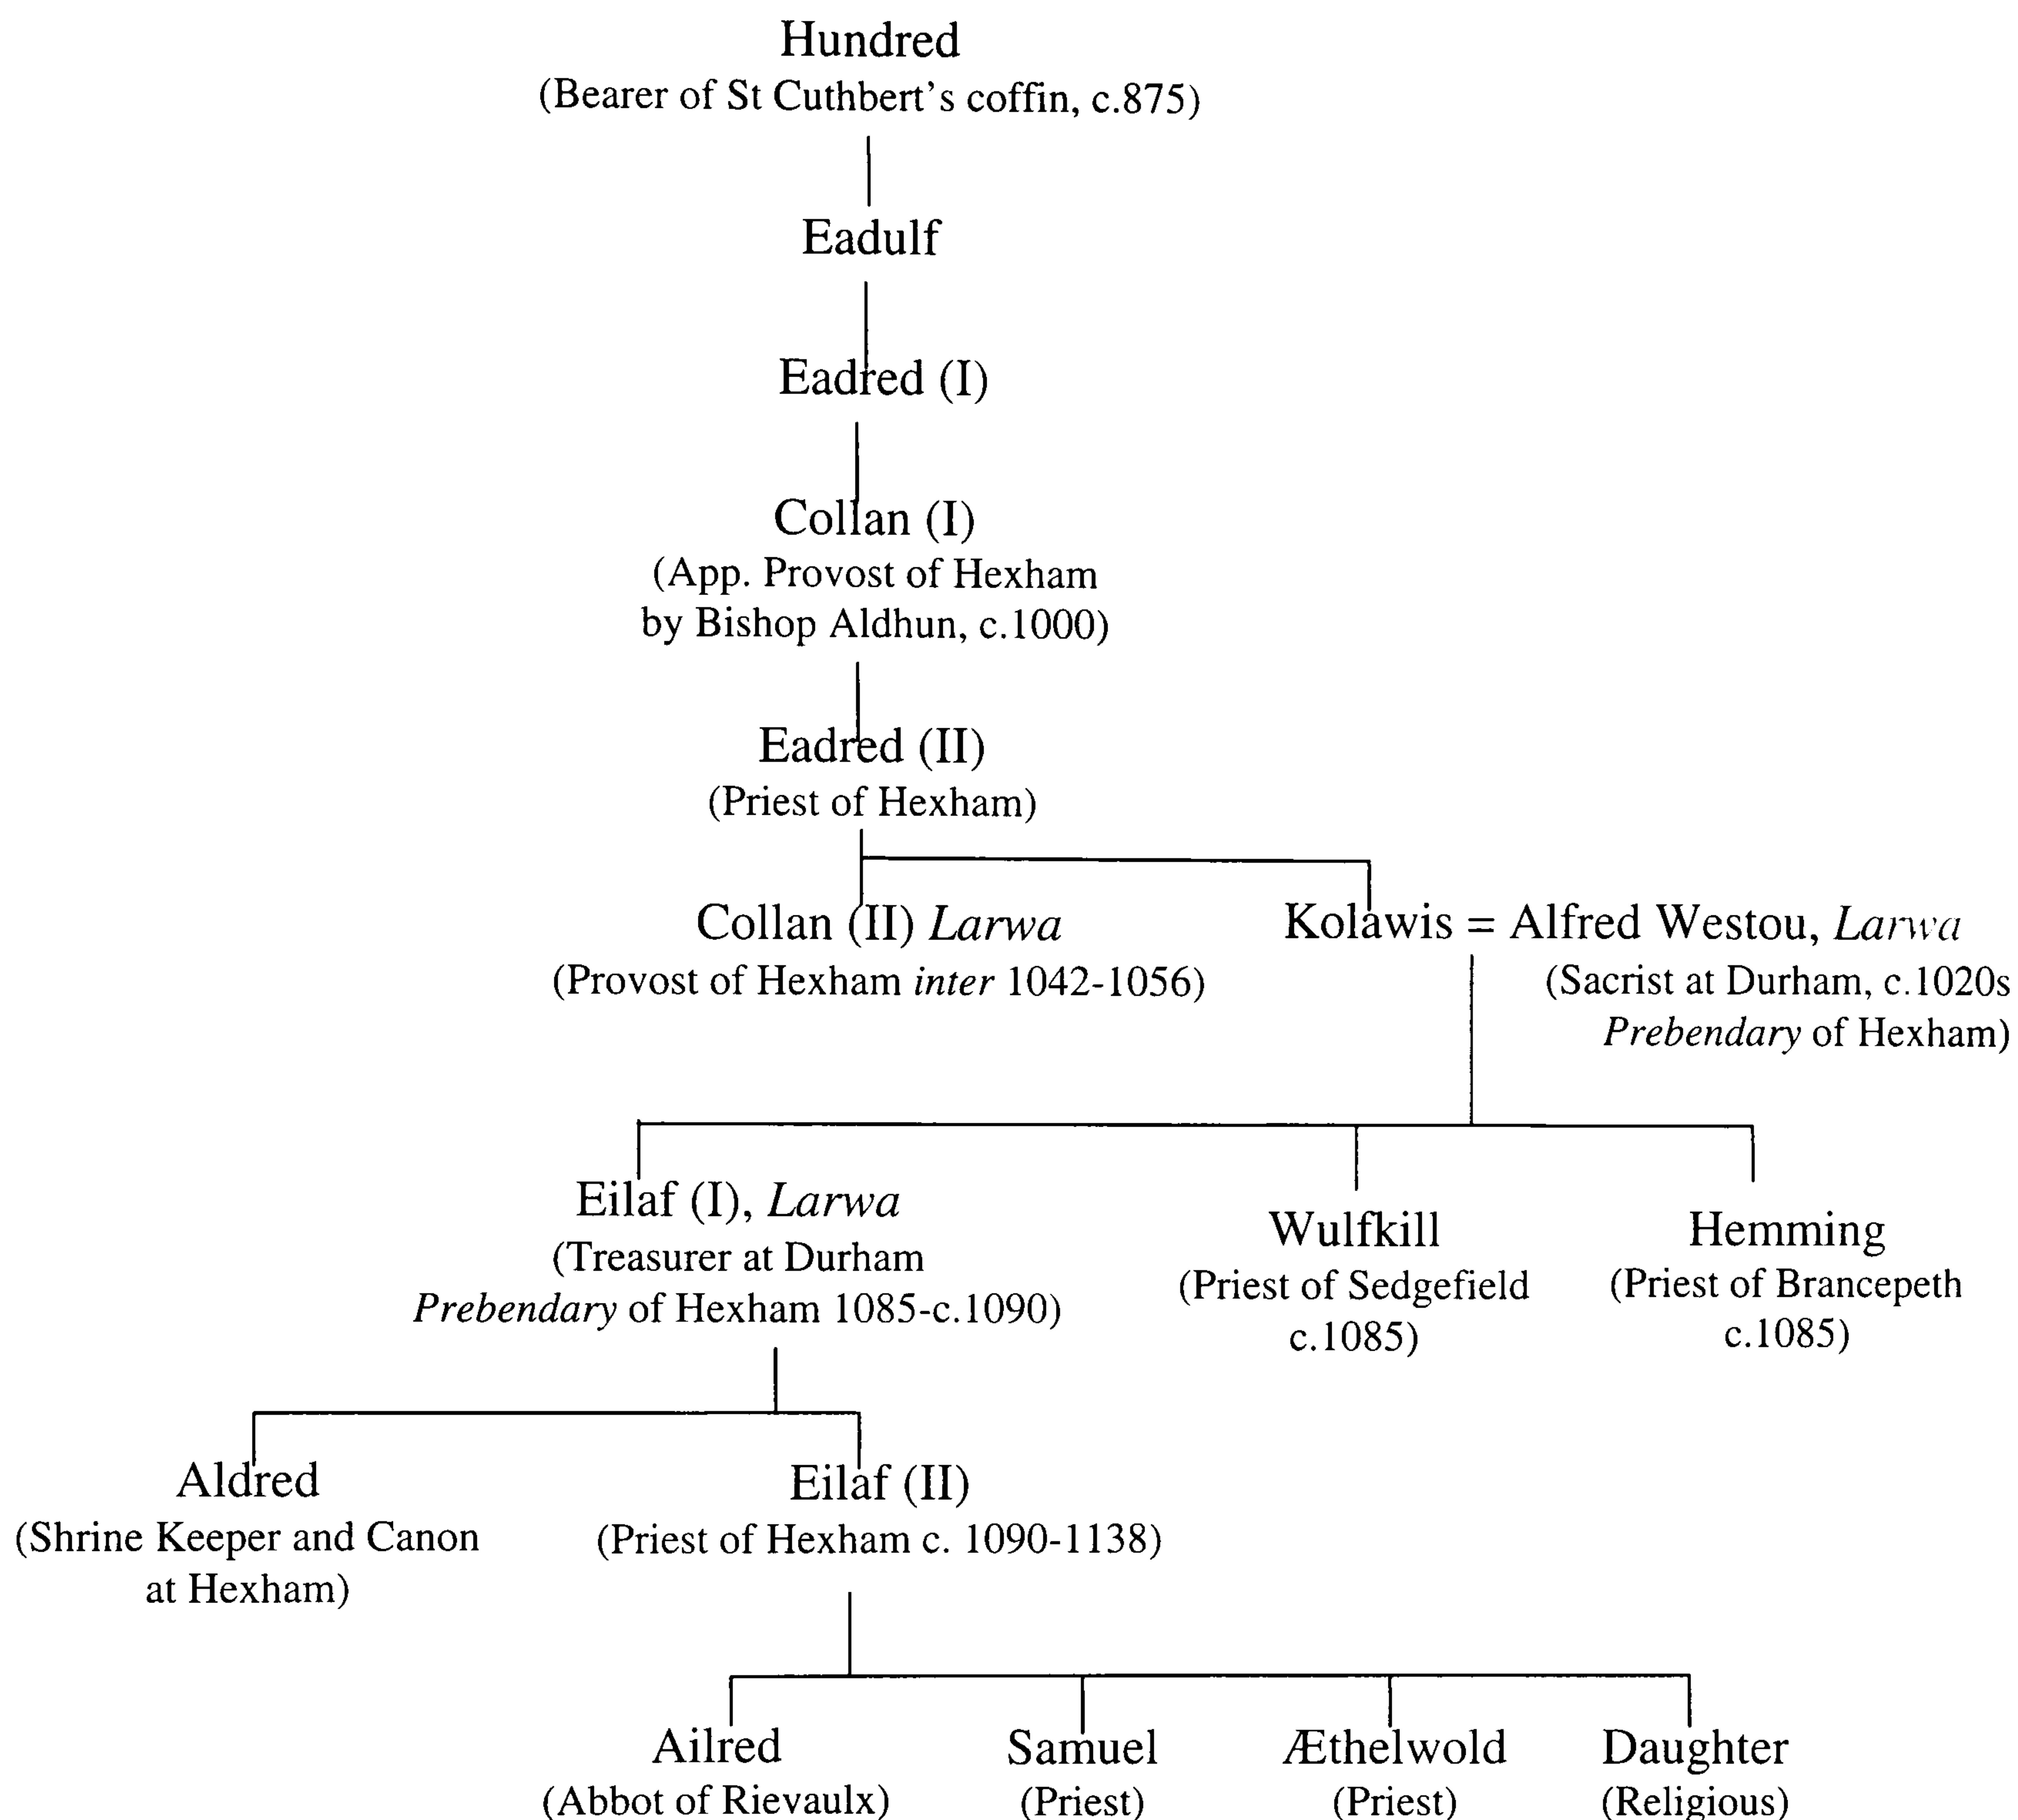 Hundred
(Bearer of St Cuthbert's coffin, c.875)
Eadulf
Eadred (I)
Collan (I)
(App. Provost of Hexham
by Bishop Aldhun, c.1000)
Eadred (II)
(Priest of Hexham)
Collan (II) Larwa
(Provost of Hexham inter 1042-1056)
Kolawis = Alfred Westou, Larwa
(Sacrist at Durham, c.1020s
Prebendary of Hexham)
Eilaf (I), Larwa
(Treasurer at Durham
Prebendary of Hexham 1085-c.1090)
Wulfkill
(Priest of Sedgefield
c.1085)
Hemming
(Priest of Brancepeth
c.1085)
Aldred
(Shrine Keeper and Canon
at Hexham)
Eilaf (II)
(Priest of Hexham c. 1090-1138)
Ailred
(Abbot of Rievaulx)
Samuel
(Priest)
Æthelwold
(Priest)
Daughter
(Religious)